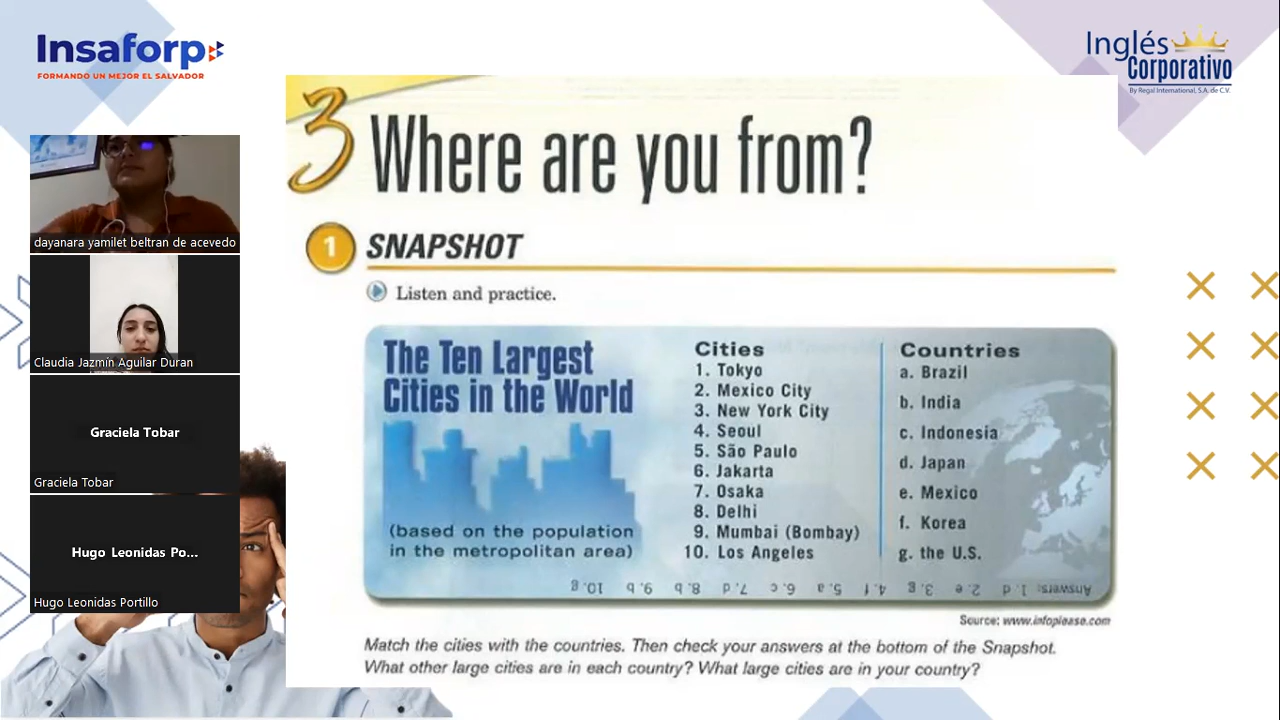 Insaforp
FORMANDO UN MEJOR EL SALVADOR
Inglés
Corporativo
By Regal International, S.A. de C.V.
dayanara yamilet beltran de acevedo
Claudia Jazmín Aguilar Duran
Graciela Tobar
Graciela Tobar
Hugo Leonidas Po...
Hugo Leonidas Portillo
3 Where are you from?
1 SNAPSHOT
Listen and practice.
The Ten Largest
Cities in the World
(based on the population
in the metropolitan area)
Cities
1. Tokyo
2. Mexico City
3. New York City
4. Seoul
5. São Paulo
6. Jakarta
7. Osaka
8. Delhi
9. Mumbai (Bombay)
10. Los Angeles
Countries
a. Brazil
b. India
c. Indonesia
d. Japan
e. Mexico
f. Korea
g. the U.S.
Answers: 1. d 2. e 3. g 4. f 5. a 6. c 7. d 8. b 9. b 10. g
Source: www.infoplease.com
Match the cities with the countries. Then check your answers at the bottom of the Snapshot.
What other large cities are in each country? What large cities are in your country?